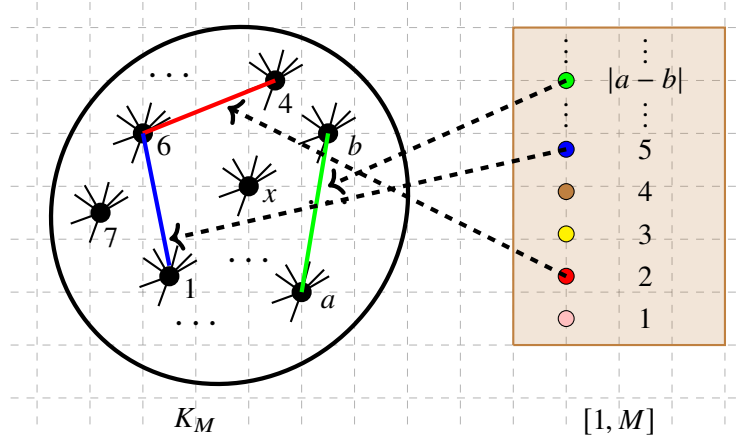 . . .
4
|a − b|
6
b
5
x
4
7
3
. . .
1
a
2
. . .
1
K_M
[1, M]